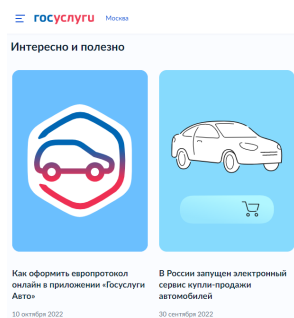 госуслуги Москва
Интересно и полезно
Как оформить европротокол
онлайн в приложении «Госуслуги
Авто»
10 октября 2022
В России запущен электронный
сервис купли-продажи
автомобилей
30 сентября 2022